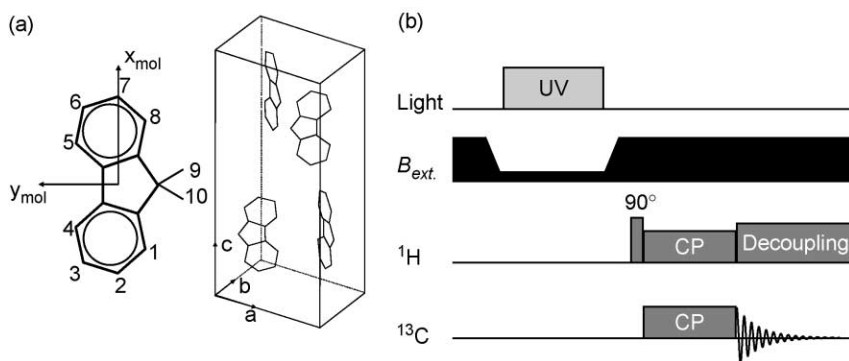 (a)
x_mol
7
6
8
5
9
y_mol
10
4
1
3
2
c
b
a
(b)
Light
UV
B_ext.
90°
¹H
CP
Decoupling
¹³C
CP